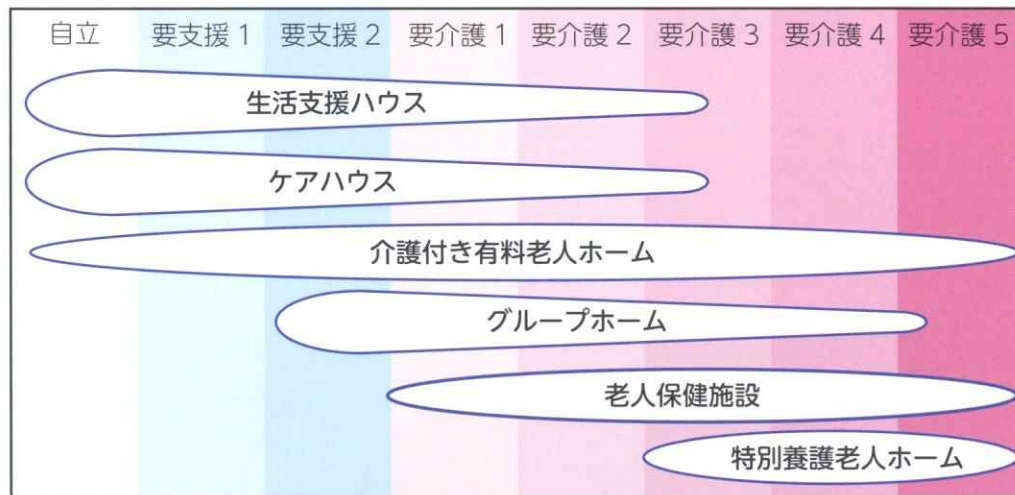 自立 要支援 1 要支援 2 要介護 1 要介護 2 要介護 3 要介護 4 要介護 5
生活支援ハウス
ケアハウス
介護付き有料老人ホーム
グループホーム
老人保健施設
特別養護老人ホーム